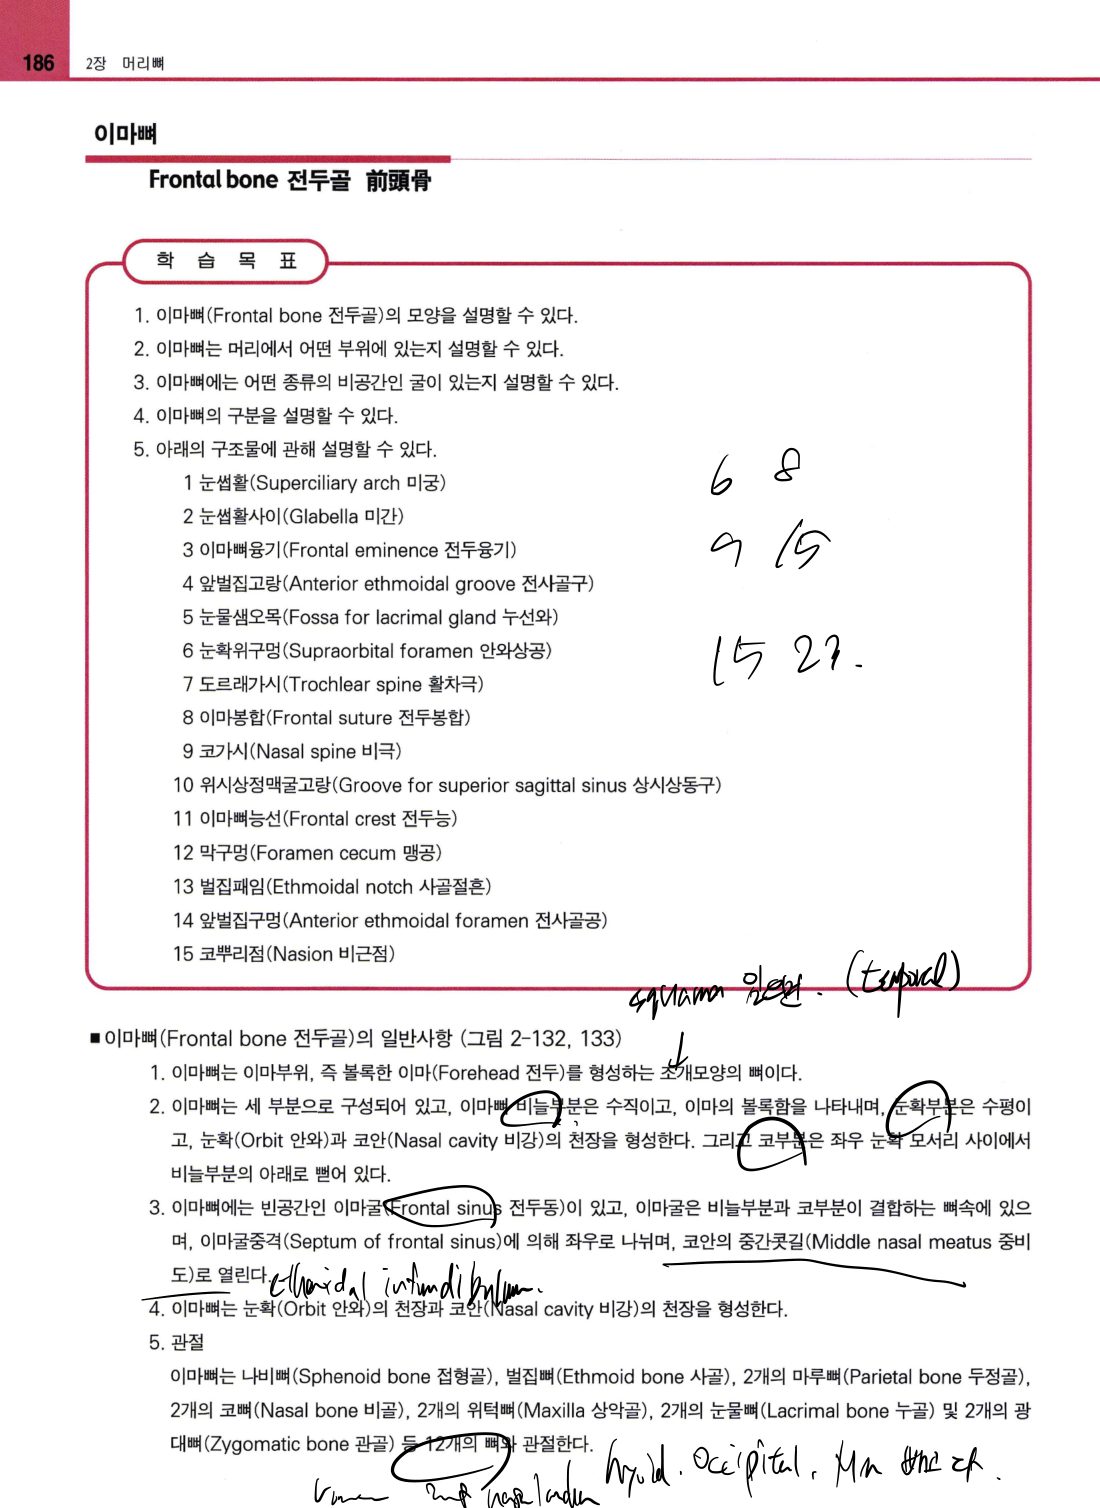 186 2장 머리뼈
이마뼈
Frontal bone 전두골 前頭骨
학 습 목 표
1. 이마뼈(Frontal bone 전두골)의 모양을 설명할 수 있다.
2. 이마뼈는 머리에서 어떤 부위에 있는지 설명할 수 있다.
3. 이마뼈에는 어떤 종류의 비공간인 굴이 있는지 설명할 수 있다.
4. 이마뼈의 구분을 설명할 수 있다.
5. 아래의 구조물에 관해 설명할 수 있다.
1 눈썹활(Superciliary arch 미궁)
6 8
2 눈썹활사이(Glabella 미간)
3 이마뼈융기(Frontal eminence 전두융기)
9 15
4 앞벌집고랑(Anterior ethmoidal groove 전사골구)
5 눈물샘오목(Fossa for lacrimal gland 누선와)
6 눈확위구멍(Supraorbital foramen 안와상공)
15 23.
7 도르래가시(Trochlear spine 활차극)
8 이마봉합(Frontal suture 전두봉합)
9 코가시(Nasal spine 비극)
10 위시상정맥굴고랑(Groove for superior sagittal sinus 상시상동구)
11 이마뼈능선(Frontal crest 전두능)
12 막구멍(Foramen cecum 맹공)
13 벌집패임(Ethmoidal notch 사골절흔)
14 앞벌집구멍(Anterior ethmoidal foramen 전사골공)
15 코뿌리점(Nasion 비근점)
squama (temporal)
■ 이마뼈(Frontal bone 전두골)의 일반사항 (그림 2-132, 133)
1. 이마뼈는 이마부위, 즉 볼록한 이마(Forehead 전두)를 형성하는 조개모양의 뼈이다.
2. 이마뼈는 세 부분으로 구성되어 있고, 이마뼈 비늘부분은 수직이고, 이마의 볼록함을 나타내며, 눈확부분은 수평이
고, 눈확(Orbit 안와)과 코안(Nasal cavity 비강)의 천장을 형성한다. 그리고 코부분은 좌우 눈확 모서리 사이에서
비늘부분의 아래로 뻗어 있다.
3. 이마뼈에는 빈공간인 이마굴(Frontal sinus 전두동)이 있고, 이마굴은 비늘부분과 코부분이 결합하는 뼈속에 있으
며, 이마굴중격(Septum of frontal sinus)에 의해 좌우로 나뉘며, 코안의 중간콧길(Middle nasal meatus 중비
도)로 열린다. ethmoidal infundibulum.
4. 이마뼈는 눈확(Orbit 안와)의 천장과 코안(Nasal cavity 비강)의 천장을 형성한다.
5. 관절
이마뼈는 나비뼈(Sphenoid bone 접형골), 벌집뼈(Ethmoid bone 사골), 2개의 마루뼈(Parietal bone 두정골),
2개의 코뼈(Nasal bone 비골), 2개의 위턱뼈(Maxilla 상악골), 2개의 눈물뼈(Lacrimal bone 누골) 및 2개의 광
대뼈(Zygomatic bone 관골) 등 12개의 뼈와 관절한다.
hyoid. occipital. Mn 빼고 다.